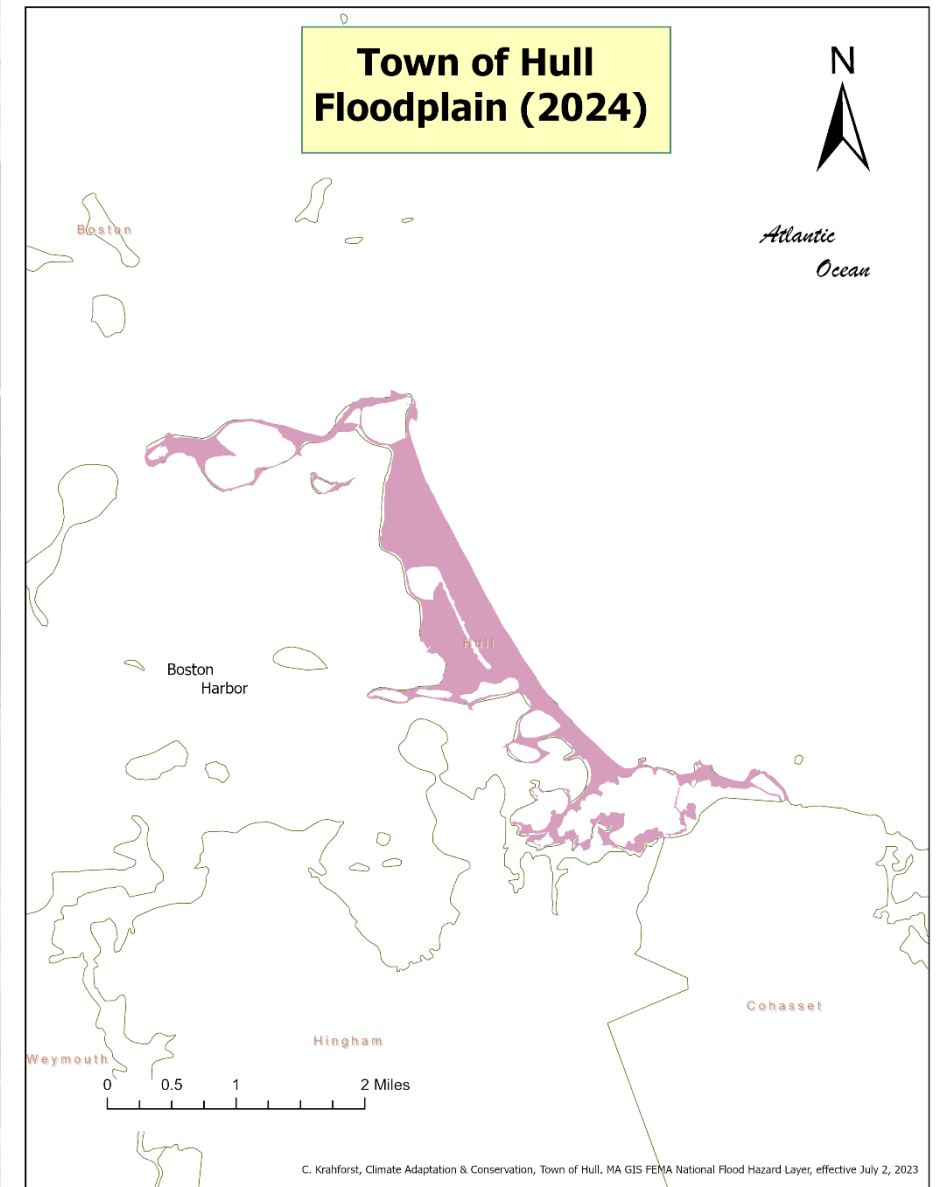 Town of Hull
Floodplain (2024)
N
Atlantic
Ocean
Boston
Hull
Boston
Harbor
Cohasset
Hingham
Weymouth
0 0.5 1 2 Miles
C. Krahforst, Climate Adaptation & Conservation, Town of Hull. MA GIS FEMA National Flood Hazard Layer, effective July 2, 2023